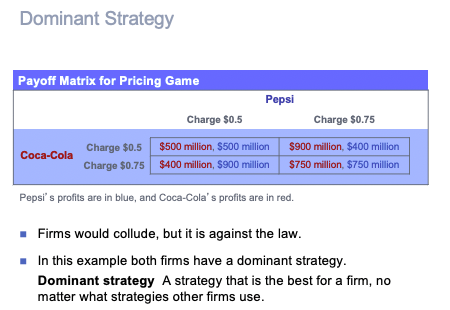 Dominant Strategy
Payoff Matrix for Pricing Game
Pepsi
Charge $0.5 Charge $0.75
Coca-Cola
Charge $0.5 $500 million, $500 million $900 million, $400 million
Charge $0.75 $400 million, $900 million $750 million, $750 million
Pepsi's profits are in blue, and Coca-Cola's profits are in red.
Firms would collude, but it is against the law.
In this example both firms have a dominant strategy.
Dominant strategy A strategy that is the best for a firm, no
matter what strategies other firms use.